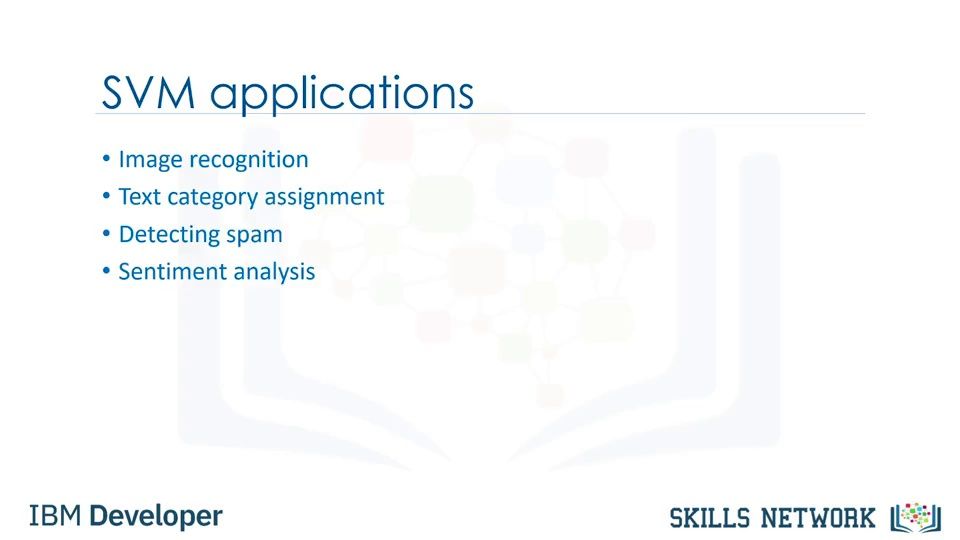 SVM applications
• Image recognition
• Text category assignment
• Detecting spam
• Sentiment analysis
IBM Developer
SKILLS NETWORK